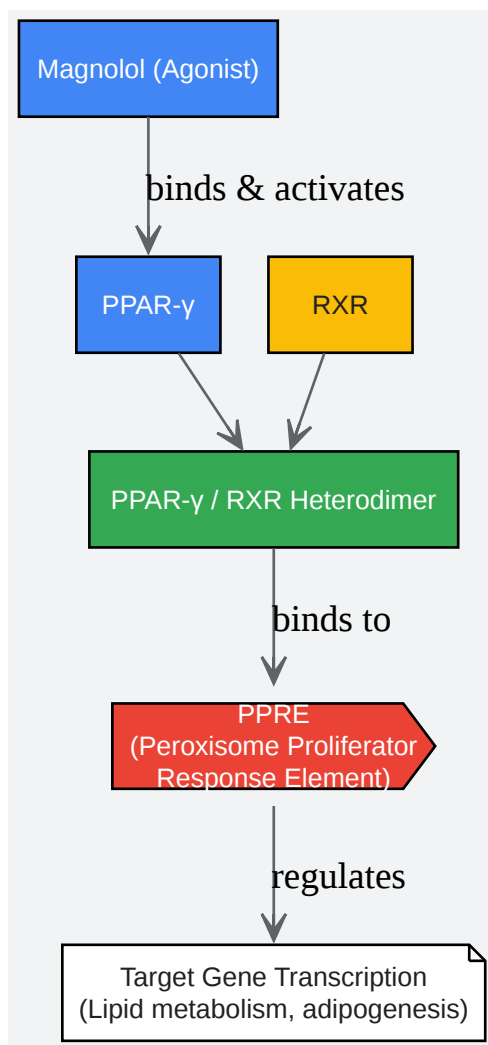 Magnolol (Agonist)
binds & activates
PPAR-γ
RXR
PPAR-γ / RXR Heterodimer
binds to
PPRE
(Peroxisome Proliferator
Response Element)
regulates
Target Gene Transcription
(Lipid metabolism, adipogenesis)